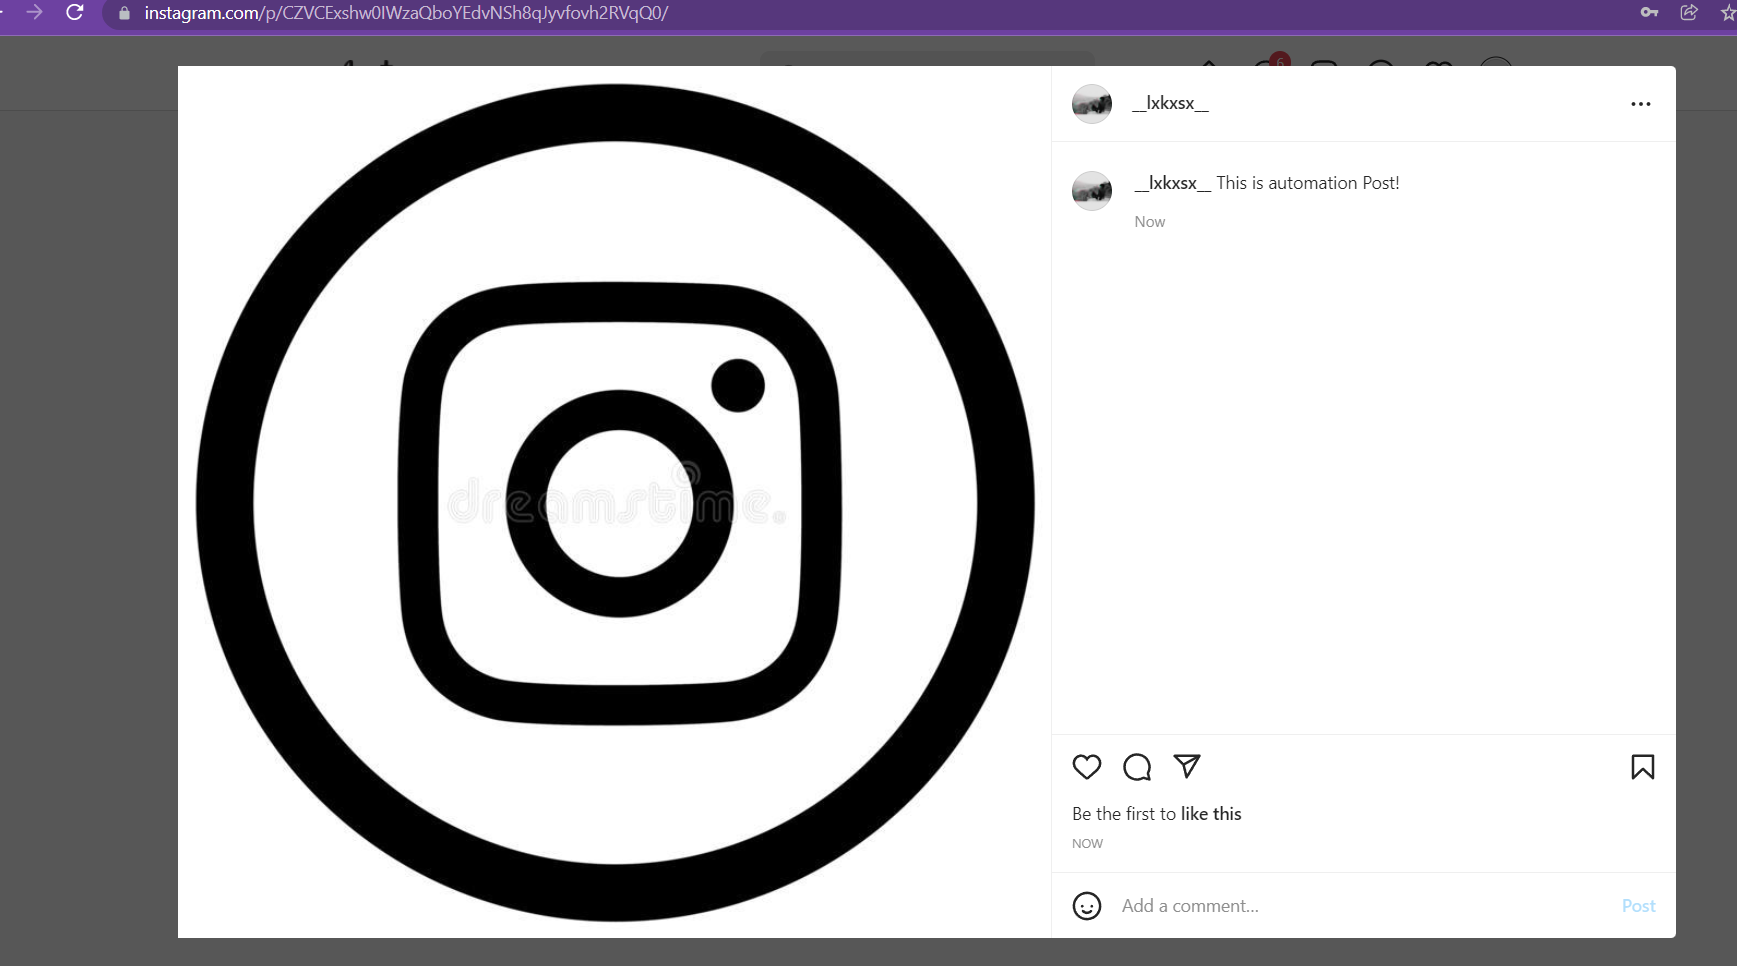 instagram.com/p/CZVCExshw0IWzaQboYEdvNSh8qJyvfovh2RVqQ0/
6
__lxkxsx__
__lxkxsx__ This is automation Post!
Now
dreamstime.
Be the first to like this
NOW
Add a comment...
Post